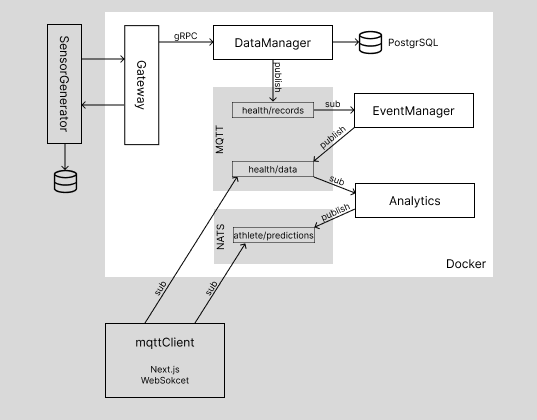 SensorGenerator
Gateway
gRPC
DataManager
PostgrSQL
publish
MQTT
health/records
sub
EventManager
publish
health/data
sub
Analytics
publish
NATS
athlete/predictions
Docker
sub
sub
mqttClient
Next.js
WebSokcet